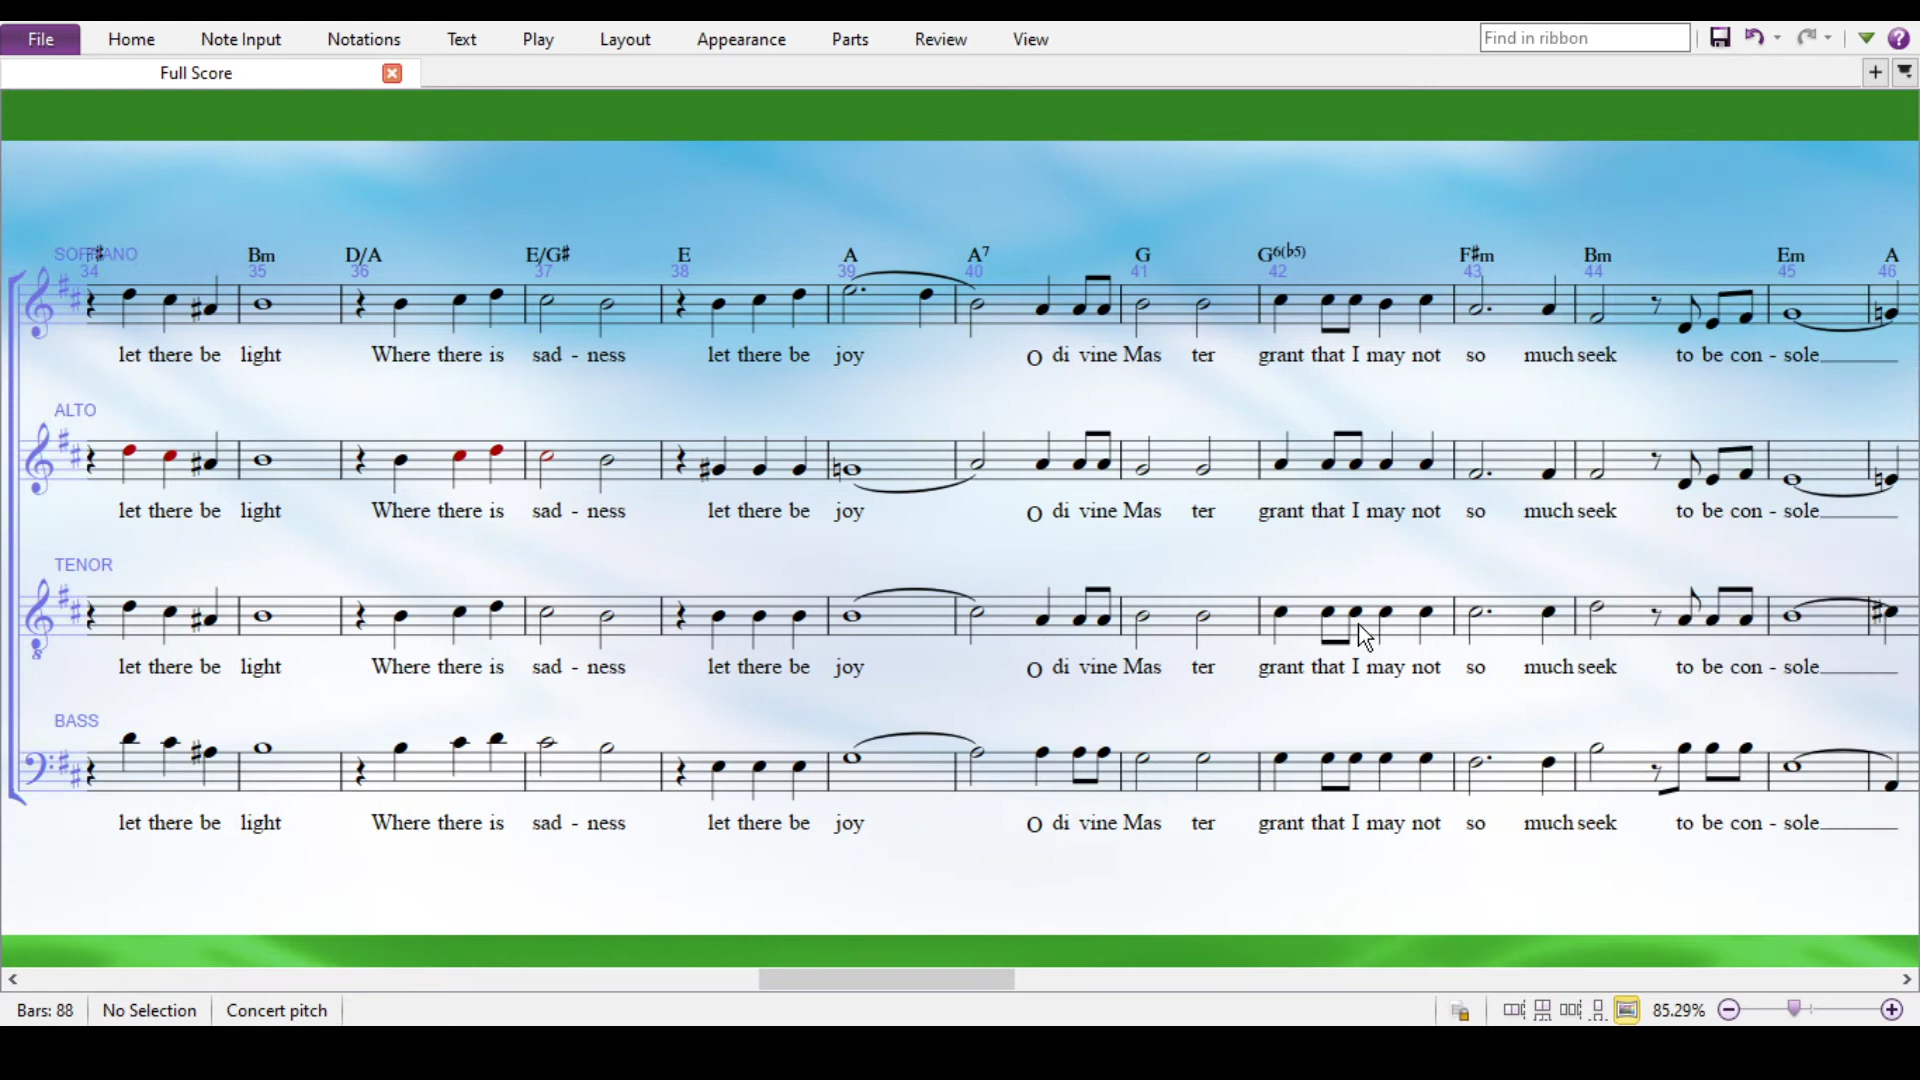 File Home Note Input Notations Text Play Layout Appearance Parts Review View Find in ribbon
Full Score
SOPRANO
F# Bm D/A E/G# E A A7 G G6(b5) F#m Bm Em A
34 35 36 37 38 39 40 41 42 43 44 45 46
let there be light Where there is sad - ness let there be joy O di vine Mas ter grant that I may not so much seek to be con - sole
ALTO
let there be light Where there is sad - ness let there be joy O di vine Mas ter grant that I may not so much seek to be con - sole
TENOR
let there be light Where there is sad - ness let there be joy O di vine Mas ter grant that I may not so much seek to be con - sole
BASS
let there be light Where there is sad - ness let there be joy O di vine Mas ter grant that I may not so much seek to be con - sole
Bars: 88 No Selection Concert pitch 85.29%